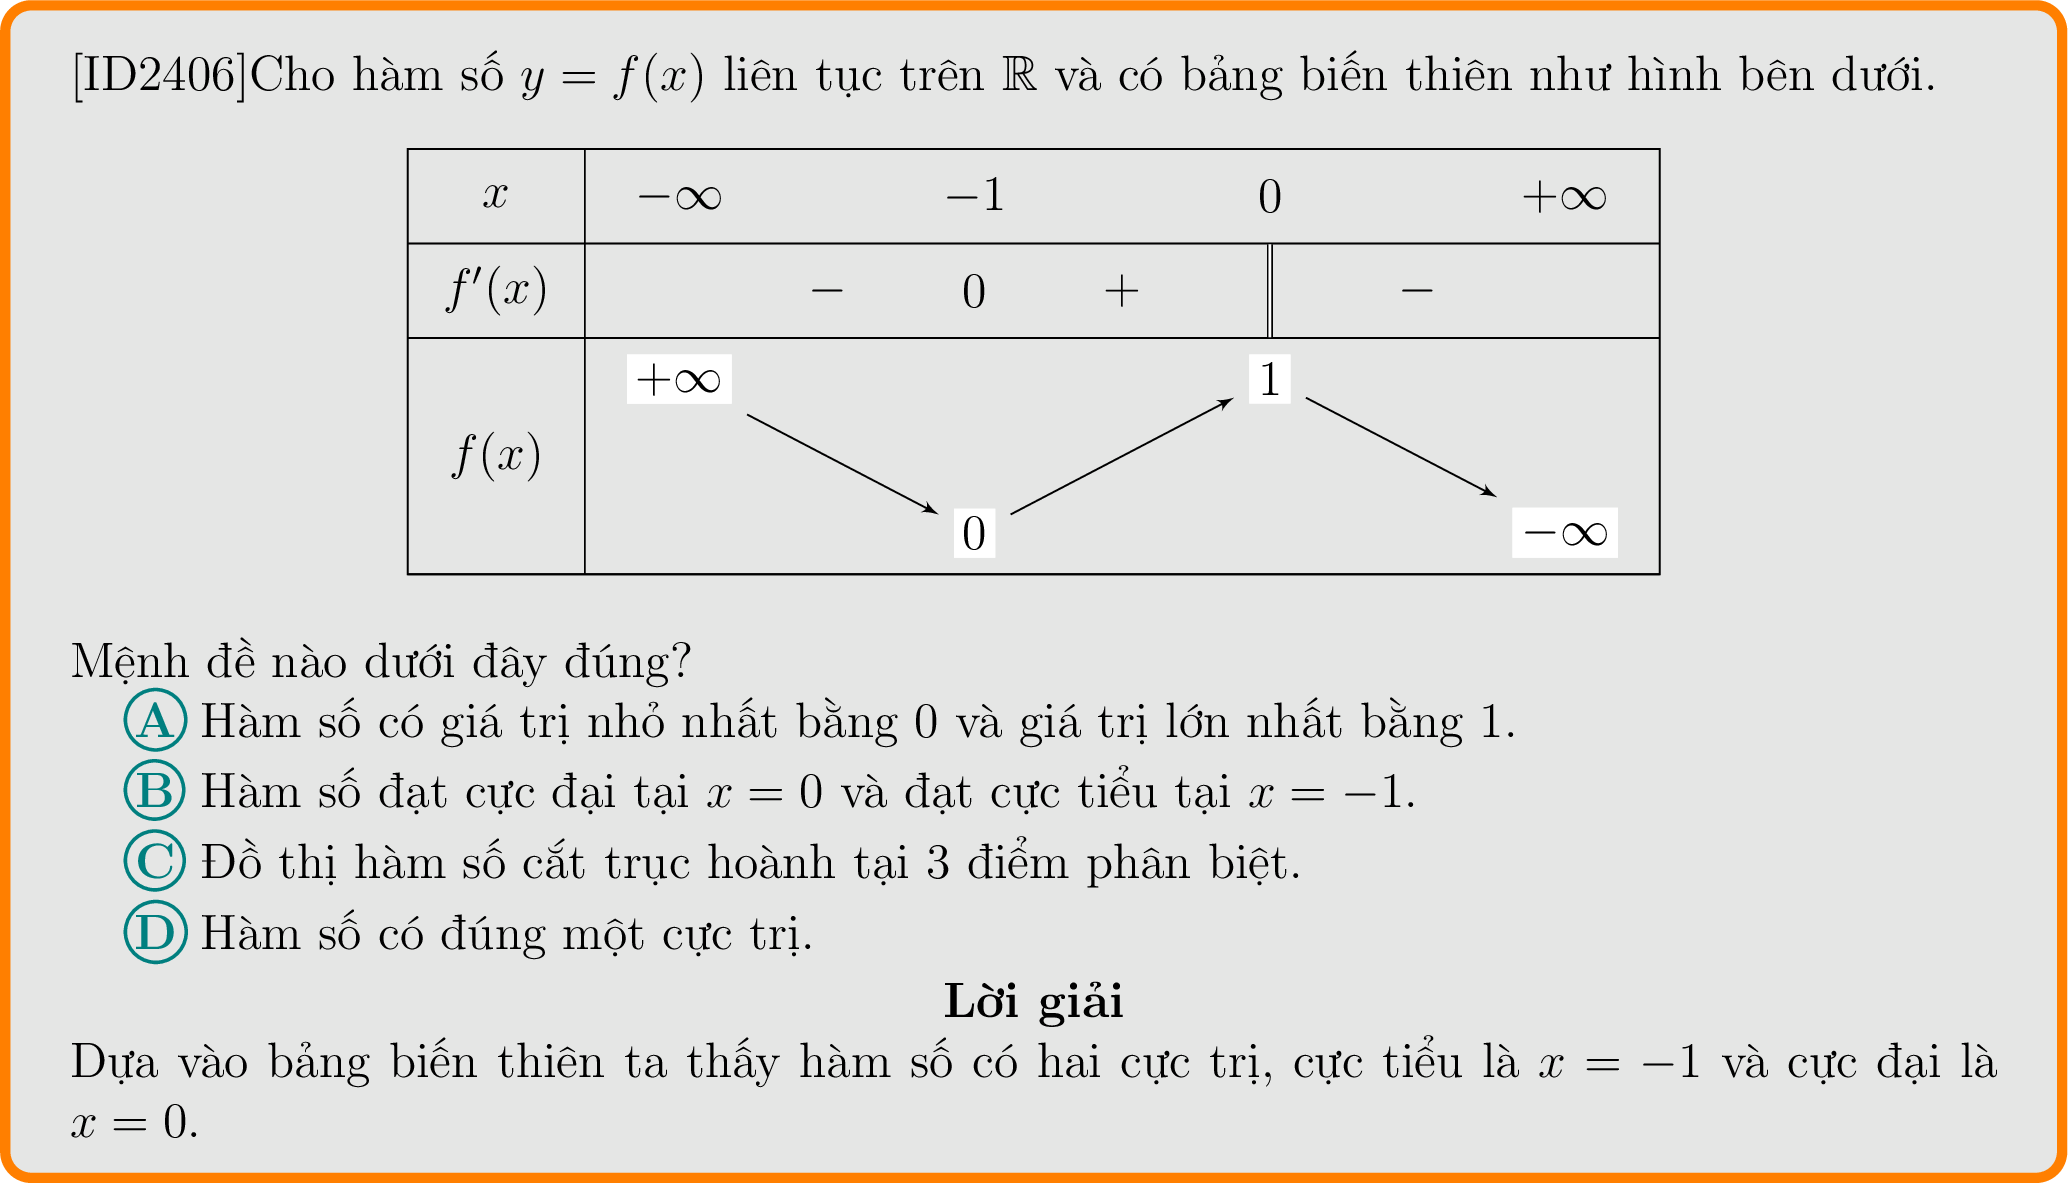 [ID2406]Cho hàm số y = f(x) liên tục trên ℝ và có bảng biến thiên như hình bên dưới.
x −∞ −1 0 +∞
f′(x) − 0 + −
+∞ 1
f(x)
0 −∞
Mệnh đề nào dưới đây đúng?
A Hàm số có giá trị nhỏ nhất bằng 0 và giá trị lớn nhất bằng 1.
B Hàm số đạt cực đại tại x = 0 và đạt cực tiểu tại x = −1.
C Đồ thị hàm số cắt trục hoành tại 3 điểm phân biệt.
D Hàm số có đúng một cực trị.
Lời giải
Dựa vào bảng biến thiên ta thấy hàm số có hai cực trị, cực tiểu là x = −1 và cực đại là
x = 0.